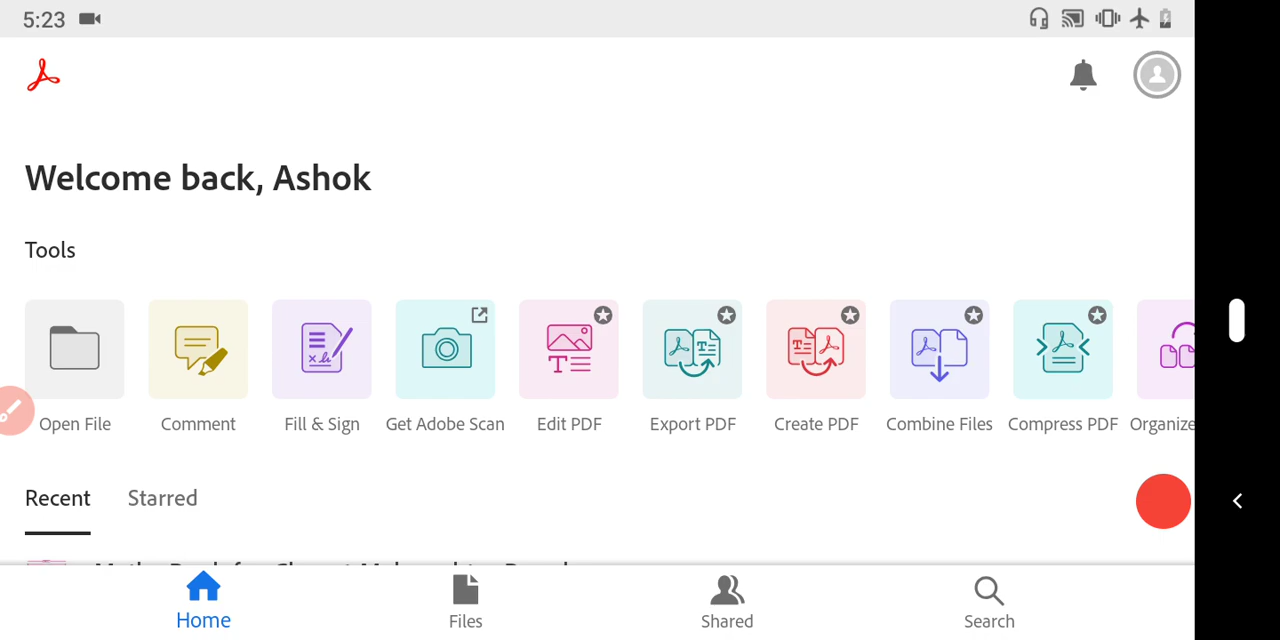 5:23
Welcome back, Ashok
Tools
Open File
Comment
Fill & Sign
Get Adobe Scan
Edit PDF
Export PDF
Create PDF
Combine Files
Compress PDF
Organize
Recent
Starred
Home
Files
Shared
Search